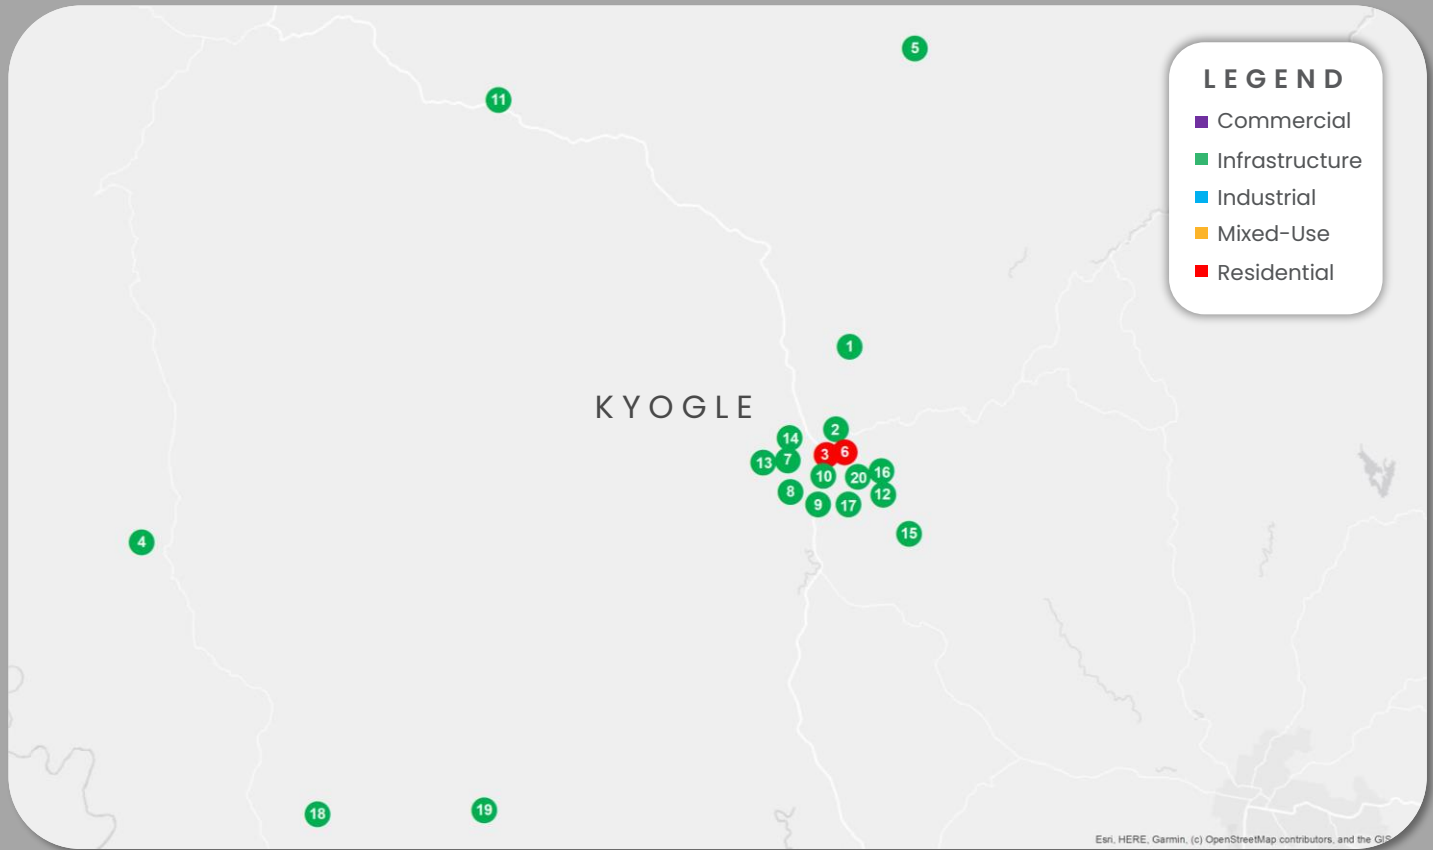 5
11
LEGEND
Commercial
Infrastructure
Industrial
Mixed-Use
Residential
1
KYOGLE
2
14
3
6
13
7
10
20
16
8
12
9
17
15
4
19
18
Esri, HERE, Garmin, (c) OpenStreetMap contributors, and the GIS